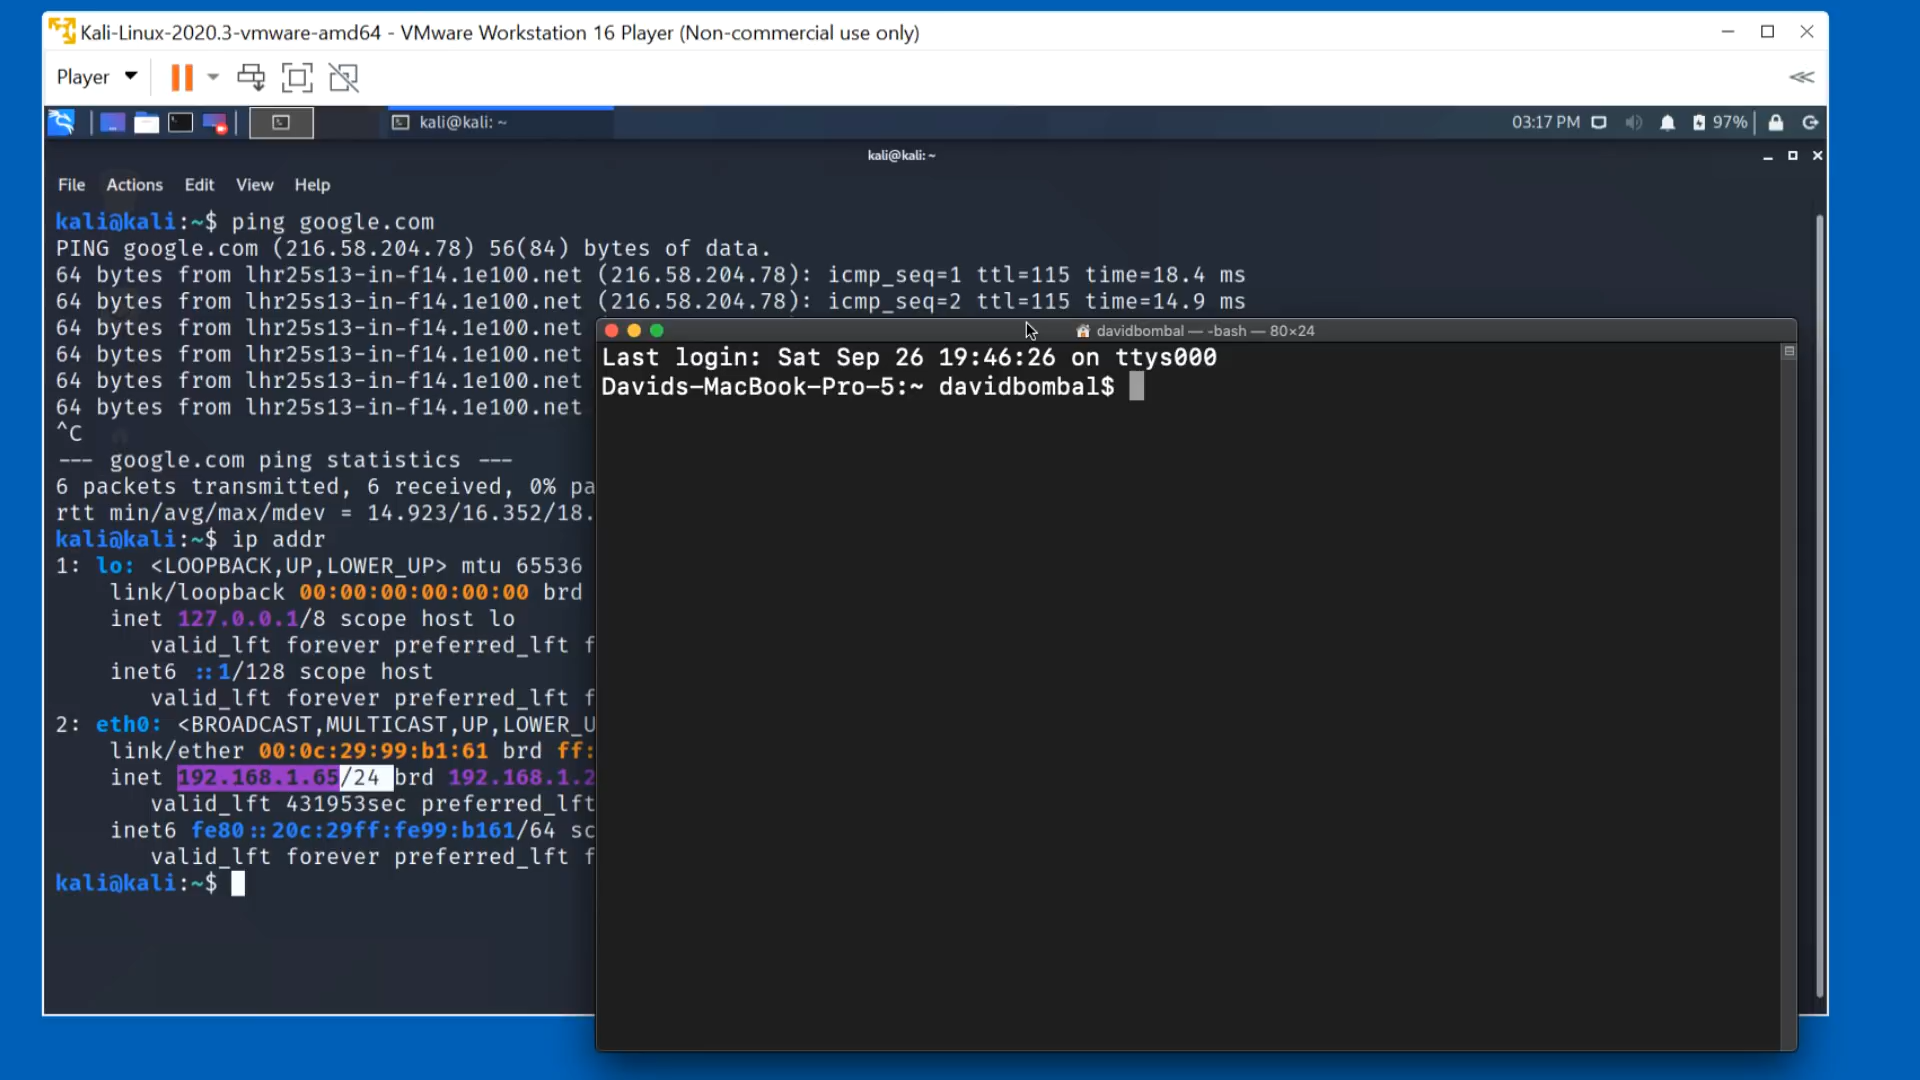 Kali-Linux-2020.3-vmware-amd64 - VMware Workstation 16 Player (Non-commercial use only)
Player
kali@kali: ~
03:17 PM
97%
kali@kali: ~
File Actions Edit View Help
kali@kali:~$ ping google.com
PING google.com (216.58.204.78) 56(84) bytes of data.
64 bytes from lhr25s13-in-f14.1e100.net (216.58.204.78): icmp_seq=1 ttl=115 time=18.4 ms
64 bytes from lhr25s13-in-f14.1e100.net (216.58.204.78): icmp_seq=2 ttl=115 time=14.9 ms
64 bytes from lhr25s13-in-f14.1e100.net
64 bytes from lhr25s13-in-f14.1e100.net
64 bytes from lhr25s13-in-f14.1e100.net
64 bytes from lhr25s13-in-f14.1e100.net
^C
--- google.com ping statistics ---
6 packets transmitted, 6 received, 0% pa
rtt min/avg/max/mdev = 14.923/16.352/18.
kali@kali:~$ ip addr
1: lo: <LOOPBACK,UP,LOWER_UP> mtu 65536
link/loopback 00:00:00:00:00:00 brd
inet 127.0.0.1/8 scope host lo
valid_lft forever preferred_lft f
inet6 ::1/128 scope host
valid_lft forever preferred_lft f
2: eth0: <BROADCAST,MULTICAST,UP,LOWER_U
link/ether 00:0c:29:99:b1:61 brd ff:
inet 192.168.1.65/24 brd 192.168.1.2
valid_lft 431953sec preferred_lft
inet6 fe80::20c:29ff:fe99:b161/64 sc
valid_lft forever preferred_lft f
kali@kali:~$
davidbombal — -bash — 80×24
Last login: Sat Sep 26 19:46:26 on ttys000
Davids-MacBook-Pro-5:~ davidbombal$